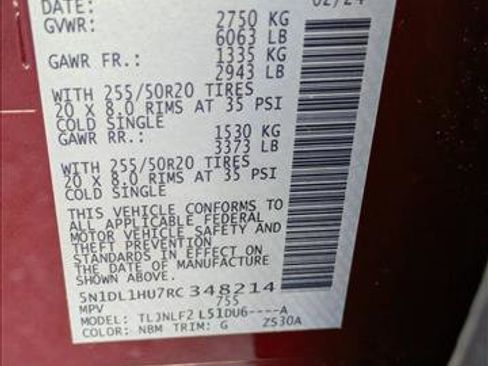 DATE: 02/24
GVWR: 2750 KG
6063 LB
GAWR FR.: 1335 KG
2943 LB
WITH 255/50R20 TIRES
20 X 8.0 RIMS AT 35 PSI
COLD SINGLE
GAWR RR.: 1530 KG
3373 LB
WITH 255/50R20 TIRES
20 X 8.0 RIMS AT 35 PSI
COLD SINGLE
THIS VEHICLE CONFORMS TO
ALL APPLICABLE FEDERAL
MOTOR VEHICLE SAFETY AND
THEFT PREVENTION
STANDARDS IN EFFECT ON
THE DATE OF MANUFACTURE
SHOWN ABOVE.
5N1DL1HU7RC 348214
MPV 755
MODEL: TLJNLF2 L51DU6----A
COLOR: NBM TRIM: G ZS30A